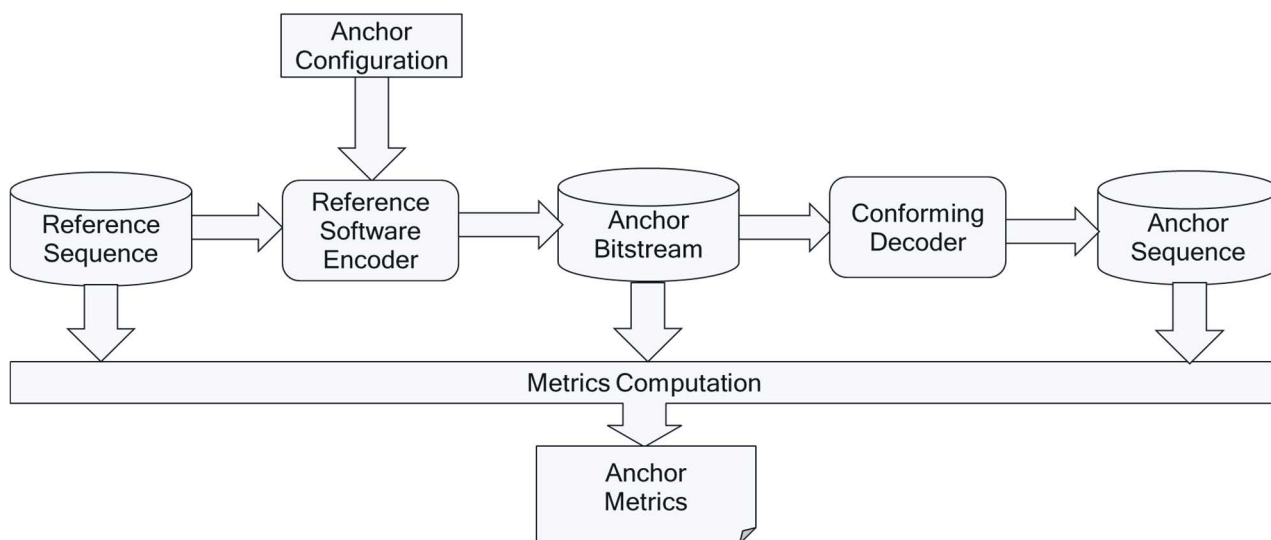 Anchor
Configuration
Reference
Sequence
Reference
Software
Encoder
Anchor
Bitstream
Conforming
Decoder
Anchor
Sequence
Metrics Computation
Anchor
Metrics